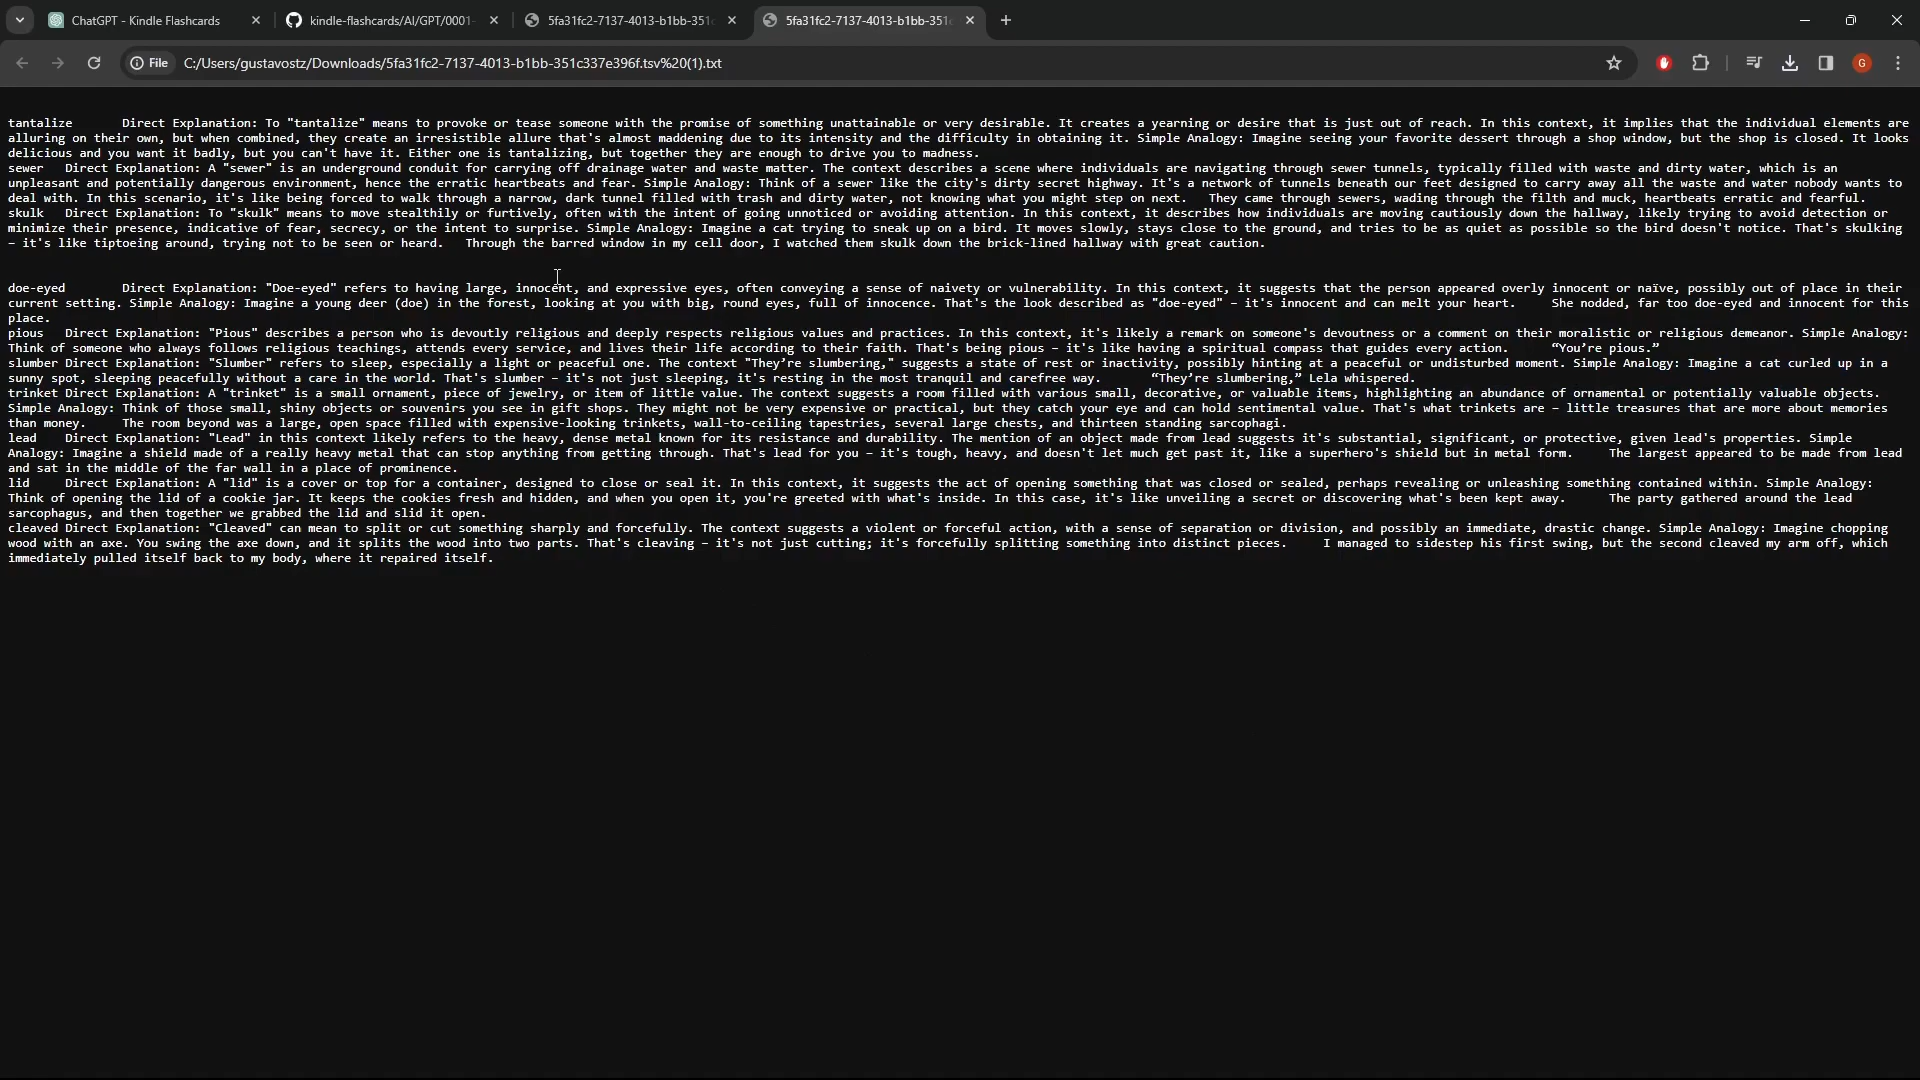 ChatGPT - Kindle Flashcards
kindle-flashcards/AI/GPT/0001-
5fa31fc2-7137-4013-b1bb-351c
5fa31fc2-7137-4013-b1bb-351c
File
C:/Users/gustavostz/Downloads/5fa31fc2-7137-4013-b1bb-351c337e396f.tsv%20(1).txt
G
tantalize Direct Explanation: To "tantalize" means to provoke or tease someone with the promise of something unattainable or very desirable. It creates a yearning or desire that is just out of reach. In this context, it implies that the individual elements are
alluring on their own, but when combined, they create an irresistible allure that's almost maddening due to its intensity and the difficulty in obtaining it. Simple Analogy: Imagine seeing your favorite dessert through a shop window, but the shop is closed. It looks
delicious and you want it badly, but you can't have it. Either one is tantalizing, but together they are enough to drive you to madness.
sewer Direct Explanation: A "sewer" is an underground conduit for carrying off drainage water and waste matter. The context describes a scene where individuals are navigating through sewer tunnels, typically filled with waste and dirty water, which is an
unpleasant and potentially dangerous environment, hence the erratic heartbeats and fear. Simple Analogy: Think of a sewer like the city's dirty secret highway. It's a network of tunnels beneath our feet designed to carry away all the waste and water nobody wants to
deal with. In this scenario, it's like being forced to walk through a narrow, dark tunnel filled with trash and dirty water, not knowing what you might step on next. They came through sewers, wading through the filth and muck, heartbeats erratic and fearful.
skulk Direct Explanation: To "skulk" means to move stealthily or furtively, often with the intent of going unnoticed or avoiding attention. In this context, it describes how individuals are moving cautiously down the hallway, likely trying to avoid detection or
minimize their presence, indicative of fear, secrecy, or the intent to surprise. Simple Analogy: Imagine a cat trying to sneak up on a bird. It moves slowly, stays close to the ground, and tries to be as quiet as possible so the bird doesn't notice. That's skulking
– it's like tiptoeing around, trying not to be seen or heard. Through the barred window in my cell door, I watched them skulk down the brick-lined hallway with great caution.
doe-eyed Direct Explanation: "Doe-eyed" refers to having large, innocent, and expressive eyes, often conveying a sense of naivety or vulnerability. In this context, it suggests that the person appeared overly innocent or naïve, possibly out of place in their
current setting. Simple Analogy: Imagine a young deer (doe) in the forest, looking at you with big, round eyes, full of innocence. That's the look described as "doe-eyed" – it's innocent and can melt your heart. She nodded, far too doe-eyed and innocent for this
place.
pious Direct Explanation: "Pious" describes a person who is devoutly religious and deeply respects religious values and practices. In this context, it's likely a remark on someone's devoutness or a comment on their moralistic or religious demeanor. Simple Analogy:
Think of someone who always follows religious teachings, attends every service, and lives their life according to their faith. That's being pious – it's like having a spiritual compass that guides every action. “You’re pious.”
slumber Direct Explanation: "Slumber" refers to sleep, especially a light or peaceful one. The context "They're slumbering," suggests a state of rest or inactivity, possibly hinting at a peaceful or undisturbed moment. Simple Analogy: Imagine a cat curled up in a
sunny spot, sleeping peacefully without a care in the world. That's slumber – it's not just sleeping, it's resting in the most tranquil and carefree way. “They’re slumbering,” Lela whispered.
trinket Direct Explanation: A "trinket" is a small ornament, piece of jewelry, or item of little value. The context suggests a room filled with various small, decorative, or valuable items, highlighting an abundance of ornamental or potentially valuable objects.
Simple Analogy: Think of those small, shiny objects or souvenirs you see in gift shops. They might not be very expensive or practical, but they catch your eye and can hold sentimental value. That's what trinkets are – little treasures that are more about memories
than money. The room beyond was a large, open space filled with expensive-looking trinkets, wall-to-ceiling tapestries, several large chests, and thirteen standing sarcophagi.
lead Direct Explanation: "Lead" in this context likely refers to the heavy, dense metal known for its resistance and durability. The mention of an object made from lead suggests it's substantial, significant, or protective, given lead's properties. Simple
Analogy: Imagine a shield made of a really heavy metal that can stop anything from getting through. That's lead for you – it's tough, heavy, and doesn't let much get past it, like a superhero's shield but in metal form. The largest appeared to be made from lead
and sat in the middle of the far wall in a place of prominence.
lid Direct Explanation: A "lid" is a cover or top for a container, designed to close or seal it. In this context, it suggests the act of opening something that was closed or sealed, perhaps revealing or unleashing something contained within. Simple Analogy:
Think of opening the lid of a cookie jar. It keeps the cookies fresh and hidden, and when you open it, you're greeted with what's inside. In this case, it's like unveiling a secret or discovering what's been kept away. The party gathered around the lead
sarcophagus, and then together we grabbed the lid and slid it open.
cleaved Direct Explanation: "Cleaved" can mean to split or cut something sharply and forcefully. The context suggests a violent or forceful action, with a sense of separation or division, and possibly an immediate, drastic change. Simple Analogy: Imagine chopping
wood with an axe. You swing the axe down, and it splits the wood into two parts. That's cleaving – it's not just cutting; it's forcefully splitting something into distinct pieces. I managed to sidestep his first swing, but the second cleaved my arm off, which
immediately pulled itself back to my body, where it repaired itself.